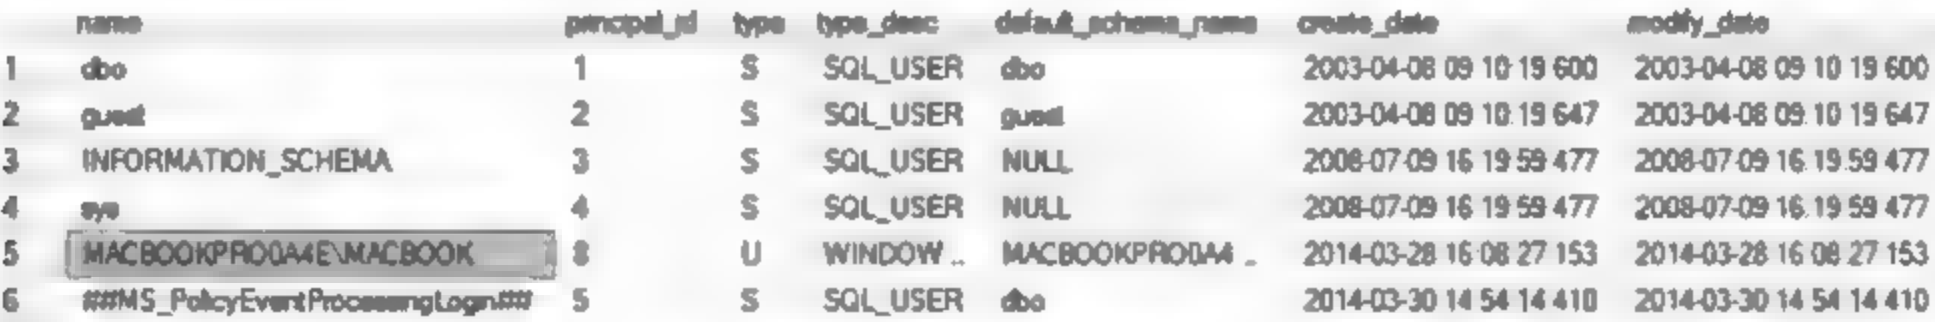 name principal_id type type_desc default_schema_name create_date modify_date
1 dbo 1 S SQL_USER dbo 2003-04-08 09 10 19 600 2003-04-08 09 10 19 600
2 guest 2 S SQL_USER guest 2003-04-08 09 10 19 647 2003-04-08 09 10 19 647
3 INFORMATION_SCHEMA 3 S SQL_USER NULL 2008-07-09 16 19 59 477 2008-07-09 16 19 59 477
4 sys 4 S SQL_USER NULL 2008-07-09 16 19 59 477 2008-07-09 16 19 59 477
5 MACBOOKPRO0A4E\MACBOOK 8 U WINDOW... MACBOOKPRO0A4... 2014-03-28 16 08 27 153 2014-03-28 16 08 27 153
6 ##MS_PolicyEventProcessingLogin## 5 S SQL_USER dbo 2014-03-30 14 54 14 410 2014-03-30 14 54 14 410